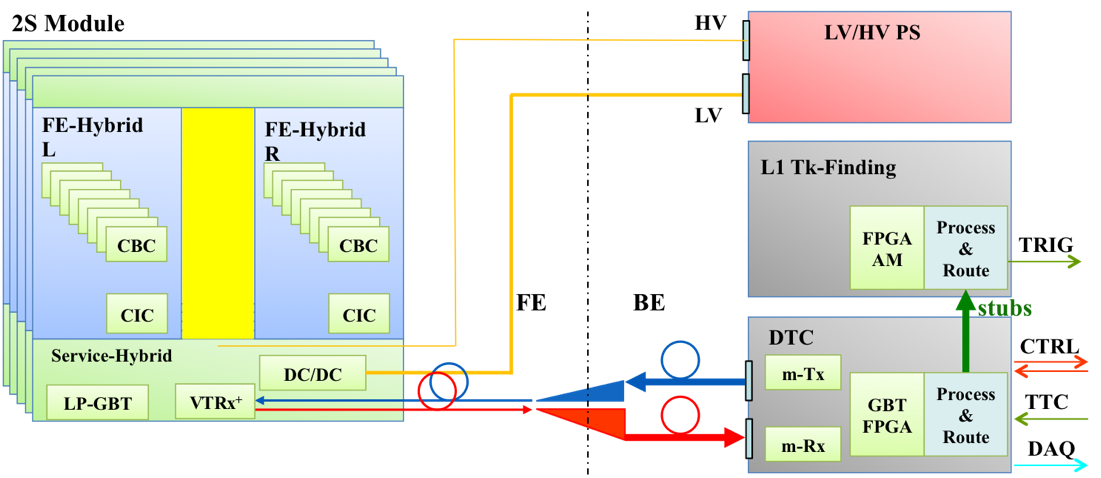 2S Module
FE-Hybrid
L
FE-Hybrid
R
CBC
CBC
CIC
CIC
Service-Hybrid
DC/DC
LP-GBT
VTRx+
FE
BE
HV
LV
LV/HV PS
L1 Tk-Finding
FPGA
AM
Process
&
Route
TRIG
stubs
DTC
m-Tx
m-Rx
GBT
FPGA
Process
&
Route
CTRL
TTC
DAQ